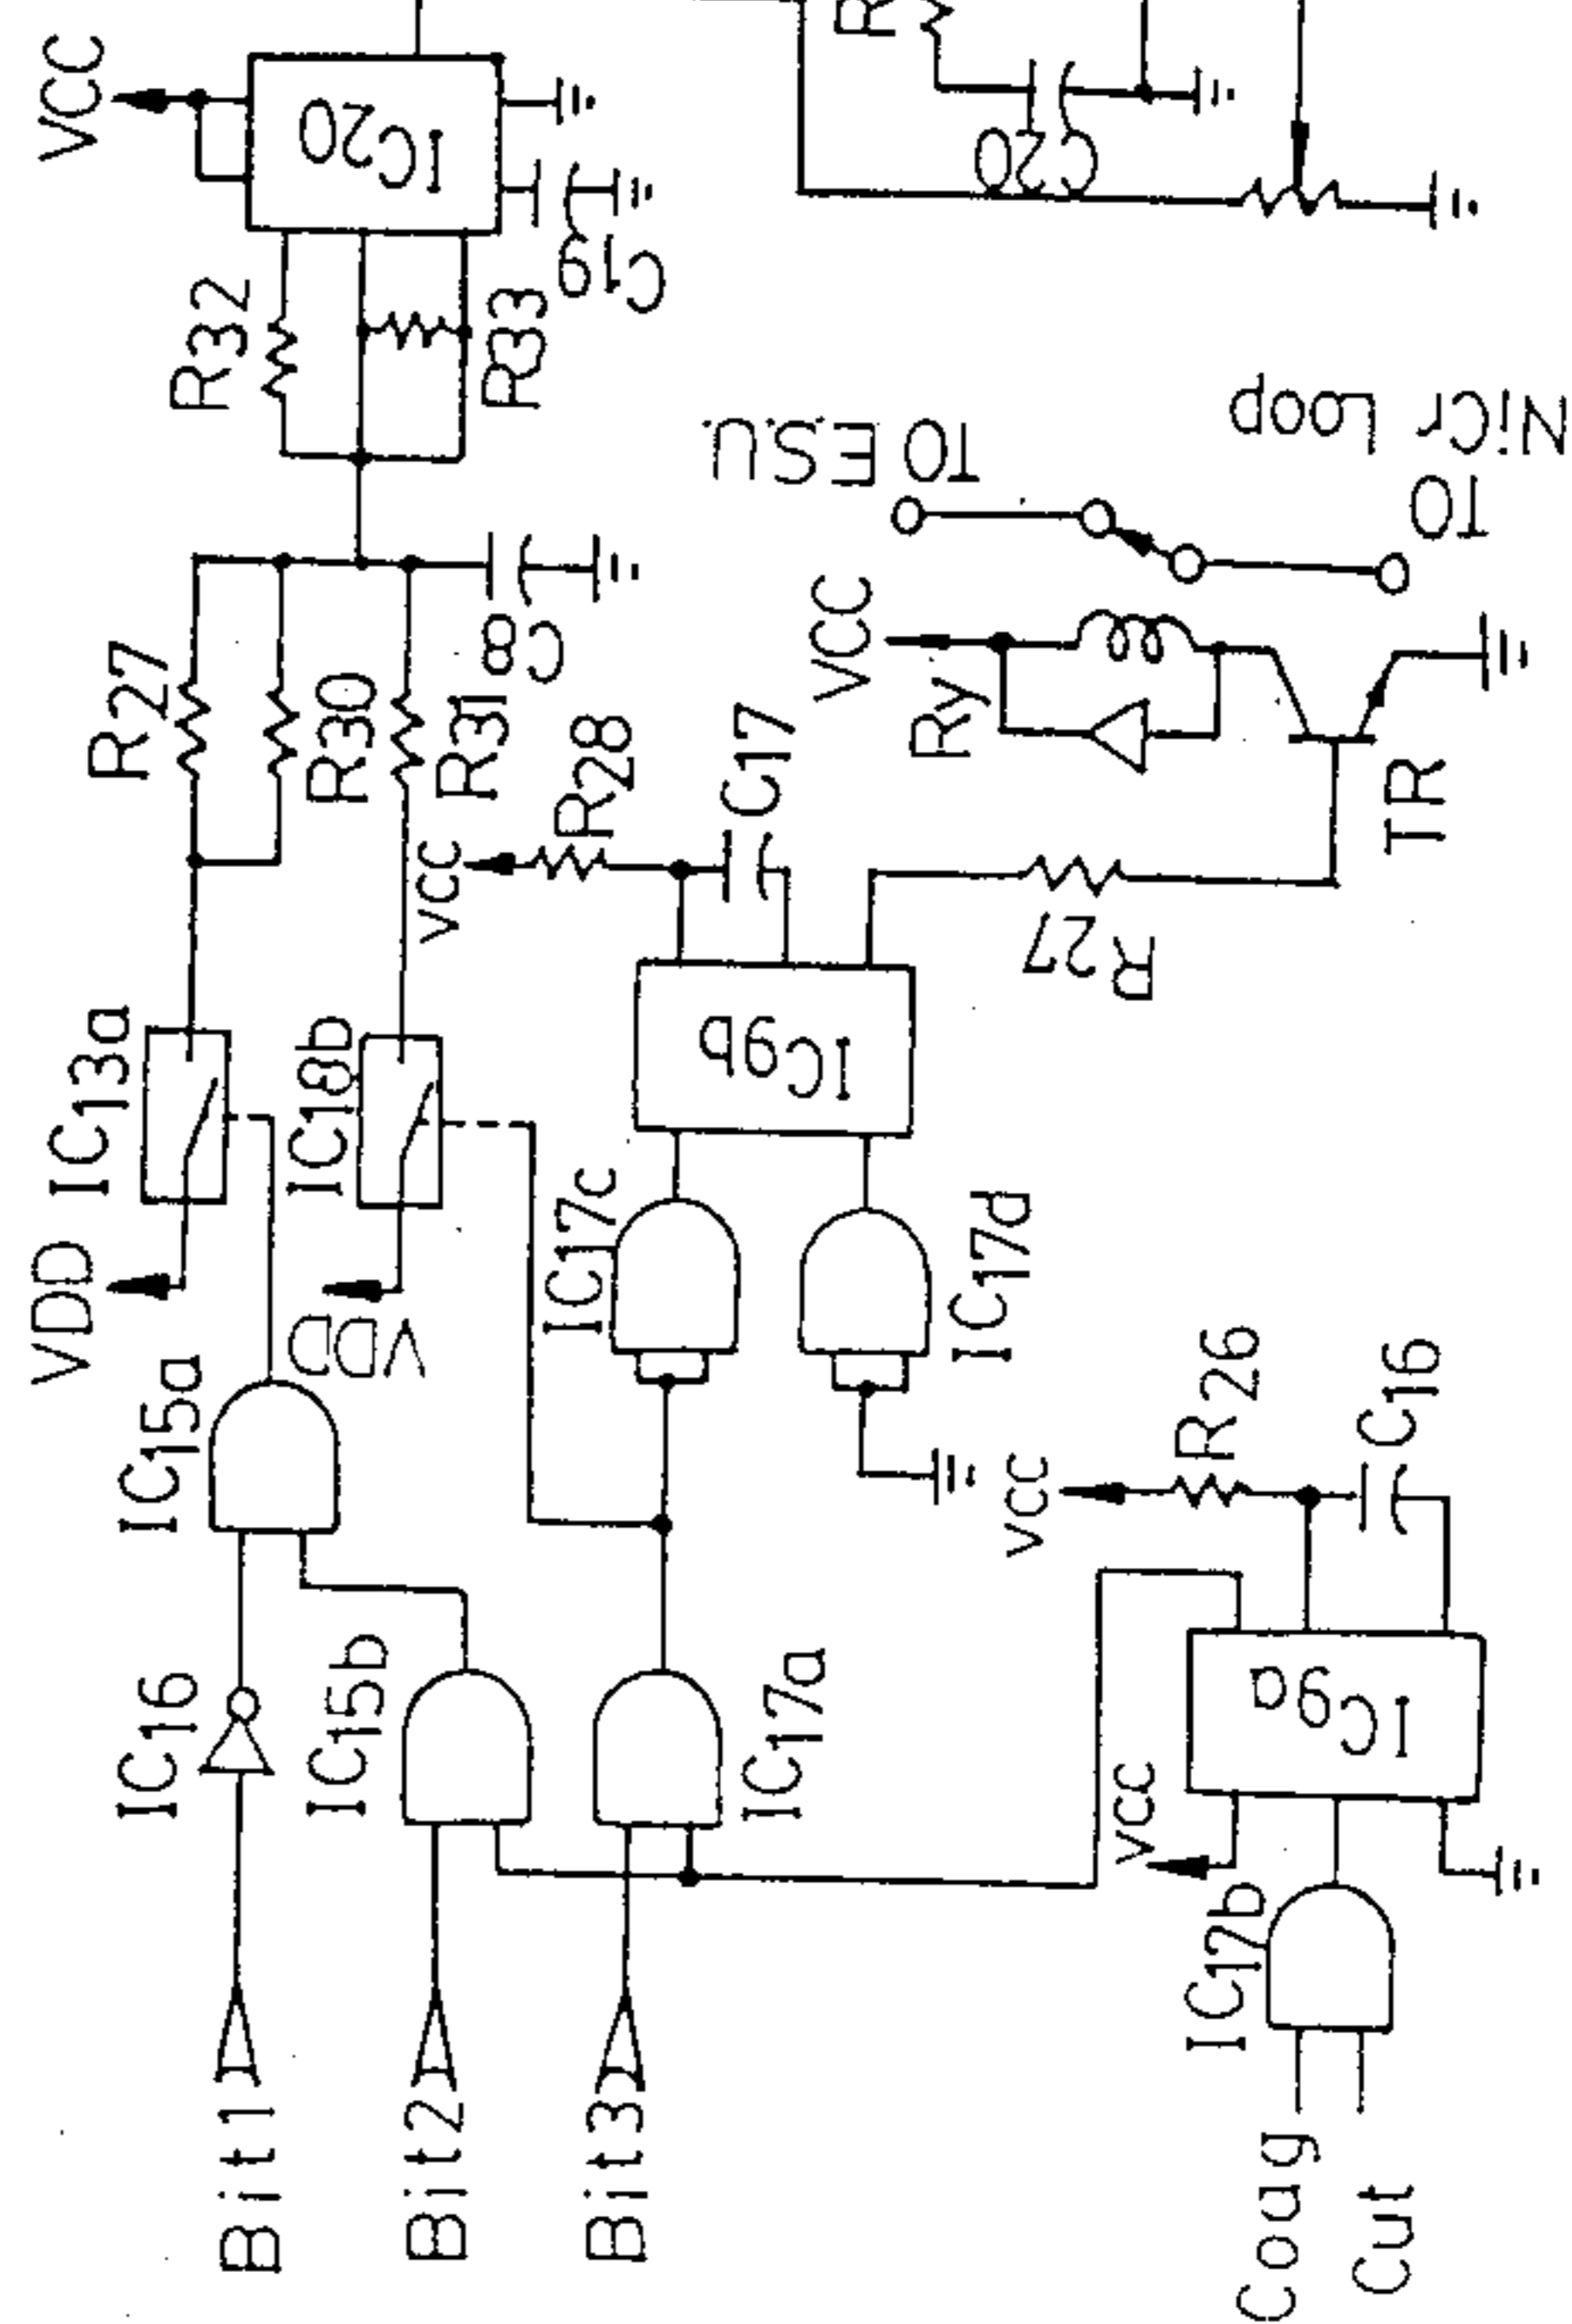 VCC
IC20
R
C20
R32
C19
R33
TO E.S.U.
TO
Nicr Loop
R27
R30
C8
R31
VCC
R28
C17
VCC
Ry
TR
R27
IC13a
IC18b
IC9b
VDD
VDD
IC17c
IC17d
IC15a
VCC
R26
C16
IC16
IC15b
IC17a
IC9a
VCC
IC17b
Bit1
Bit2
Bit3
Coag
Cut